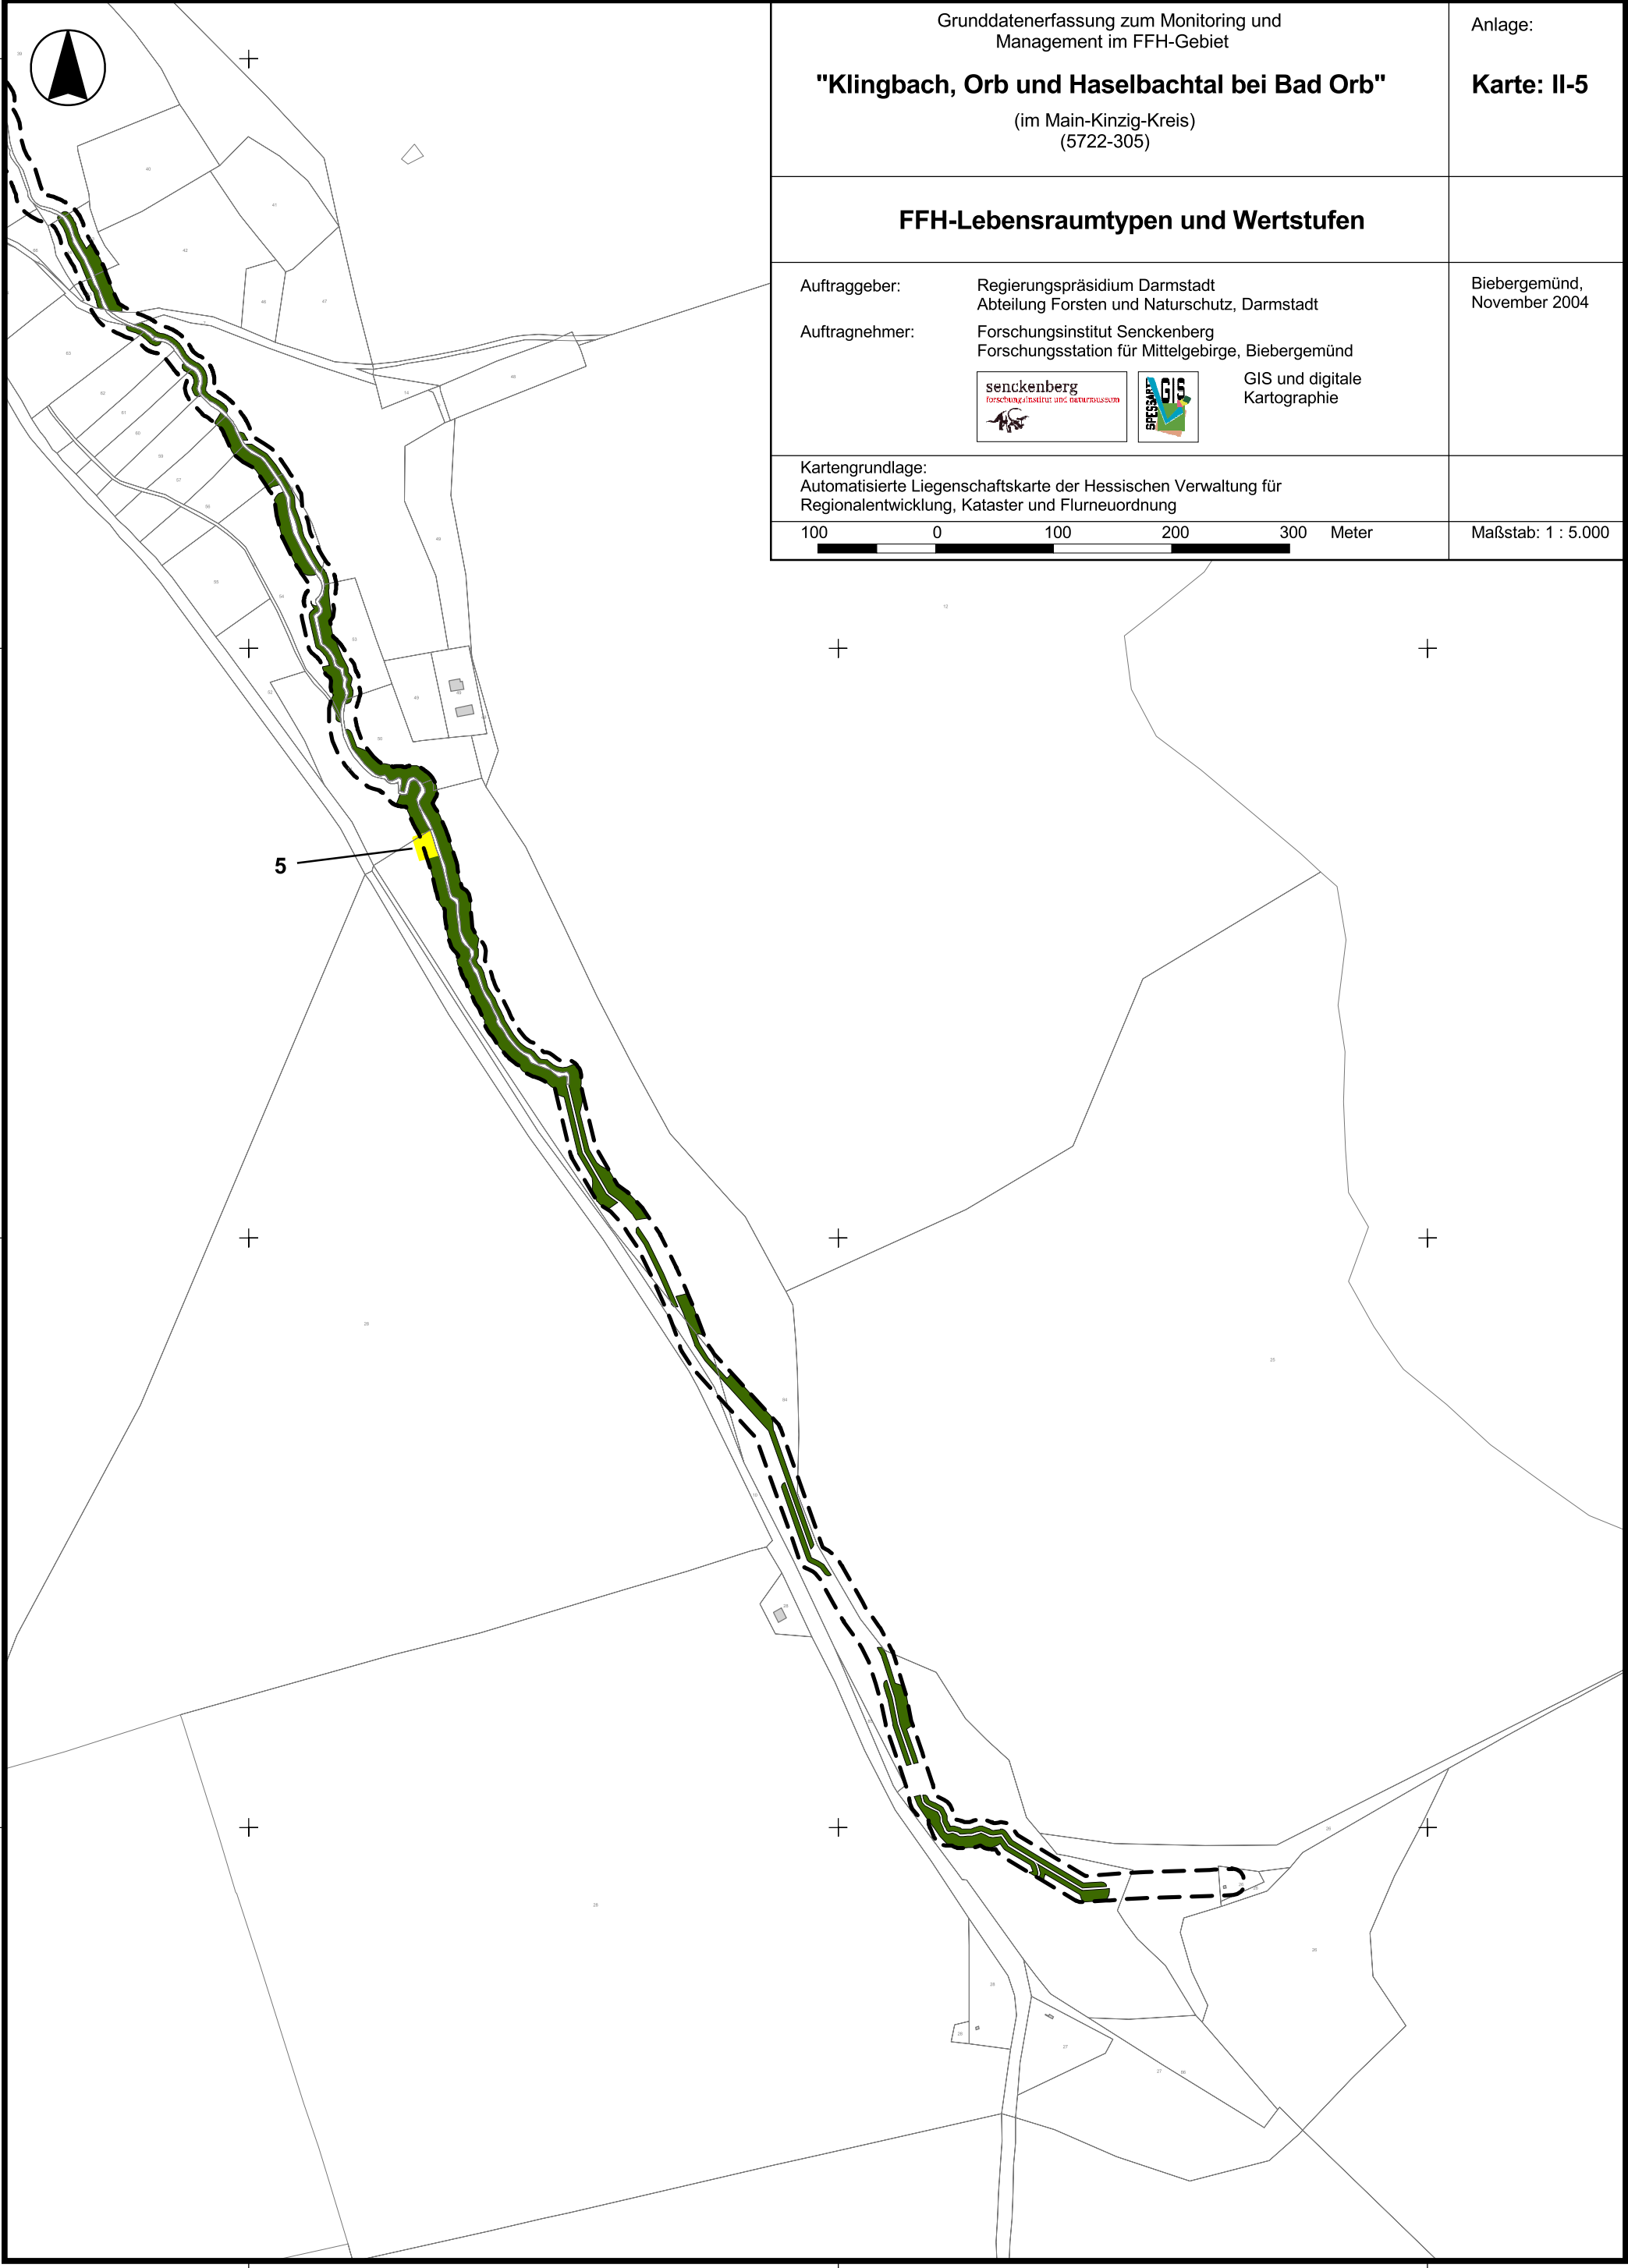 Grunddatenerfassung zum Monitoring und
Management im FFH-Gebiet
"Klingbach, Orb und Haselbachtal bei Bad Orb"
(im Main-Kinzig-Kreis)
(5722-305)
Anlage:
Karte: II-5
FFH-Lebensraumtypen und Wertstufen
Auftraggeber:
Regierungspräsidium Darmstadt
Abteilung Forsten und Naturschutz, Darmstadt
Auftragnehmer:
Forschungsinstitut Senckenberg
Forschungsstation für Mittelgebirge, Biebergemünd
Biebergemünd,
November 2004
senckenberg
forschungsinstitut und naturmuseum
SPESSART
GIS
GIS und digitale
Kartographie
Kartengrundlage:
Automatisierte Liegenschaftskarte der Hessischen Verwaltung für
Regionalentwicklung, Kataster und Flurneuordnung
100 0 100 200 300 Meter
Maßstab: 1 : 5.000
5